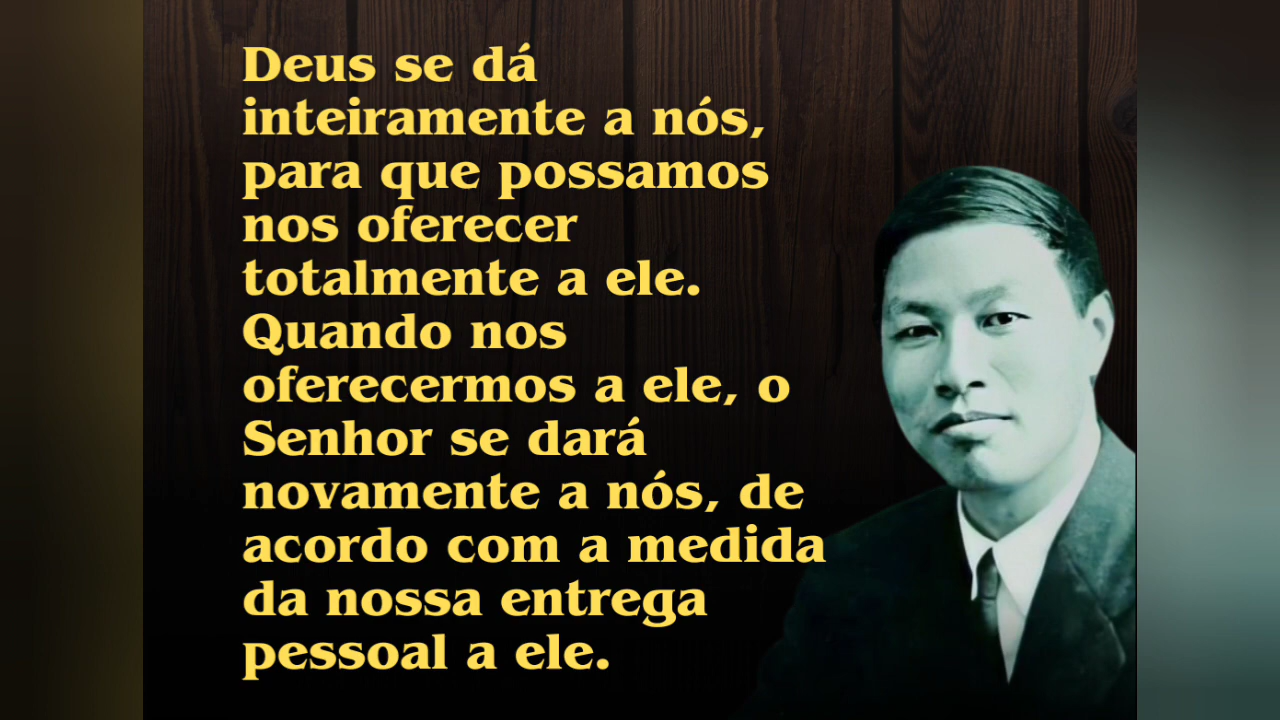 Deus se dá
inteiramente a nós,
para que possamos
nos oferecer
totalmente a ele.
Quando nos
oferecermos a ele, o
Senhor se dará
novamente a nós, de
acordo com a medida
da nossa entrega
pessoal a ele.